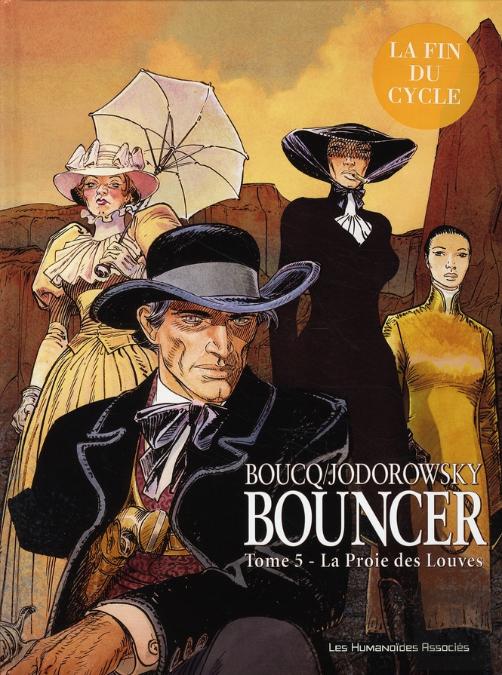 LA FIN
DU
CYCLE
BOUCQ/JODOROWSKY
BOUNCER
Tome 5 - La Proie des Louves
Les Humanoïdes Associés